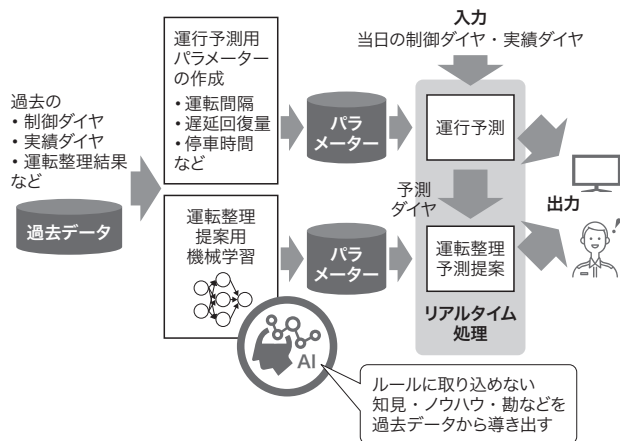 過去の
・制御ダイヤ
・実績ダイヤ
・運転整理結果
など
過去データ
運行予測用
パラメーター
の作成
・運転間隔
・遅延回復量
・停車時間
など
パラ
メーター
入力
当日の制御ダイヤ・実績ダイヤ
運行予測
予測
ダイヤ
出力
運転整理
提案用
機械学習
パラ
メーター
運転整理
予測提案
リアルタイム
処理
!
AI
ルールに取り込めない
知見・ノウハウ・勘などを
過去データから導き出す